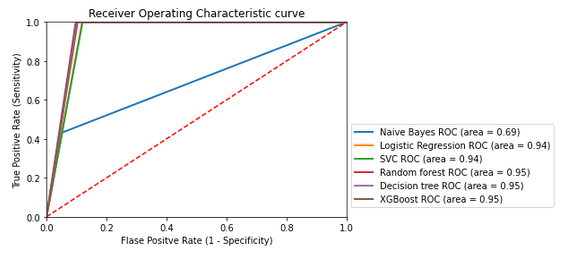 Receiver Operating Characteristic curve
True Positive Rate (Sensitivity)
1.0
0.8
0.6
0.4
0.2
0.0
0.0 0.2 0.4 0.6 0.8 1.0
Flase Positve Rate (1 - Specificity)
Naive Bayes ROC (area = 0.69)
Logistic Regression ROC (area = 0.94)
SVC ROC (area = 0.94)
Random forest ROC (area = 0.95)
Decision tree ROC (area = 0.95)
XGBoost ROC (area = 0.95)